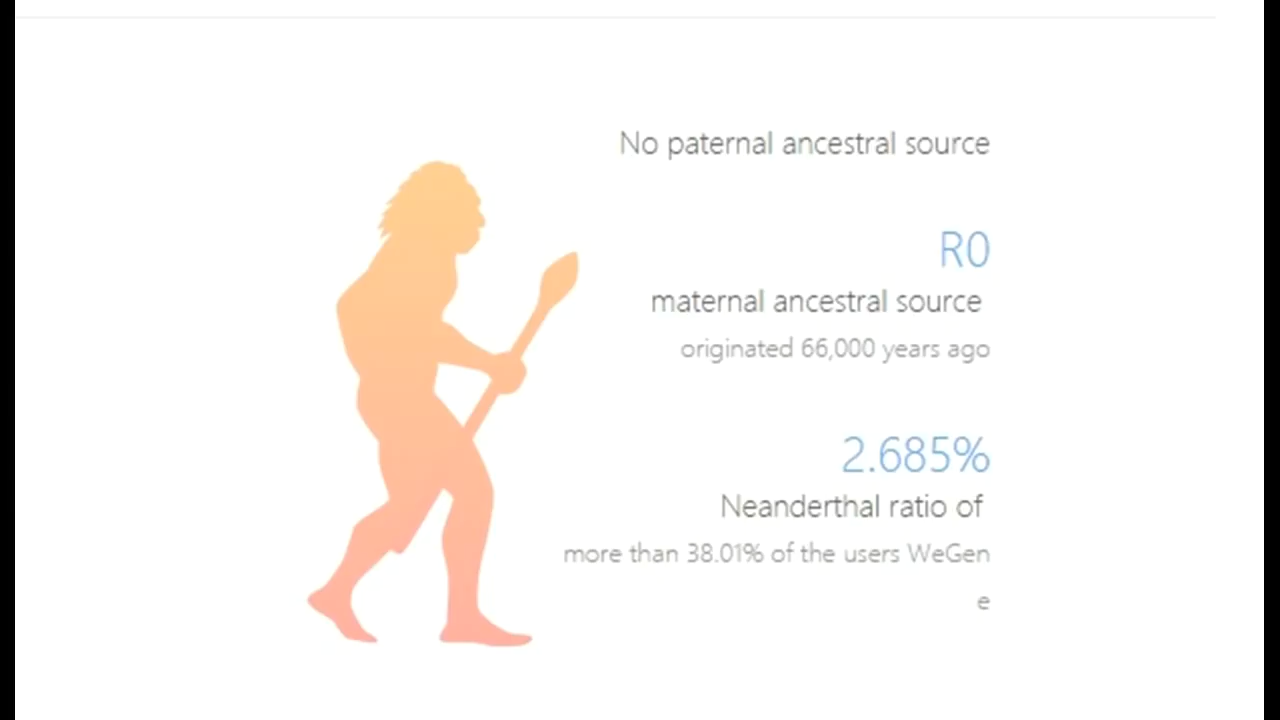 No paternal ancestral source
R0
maternal ancestral source
originated 66,000 years ago
2.685%
Neanderthal ratio of
more than 38.01% of the users WeGen
e